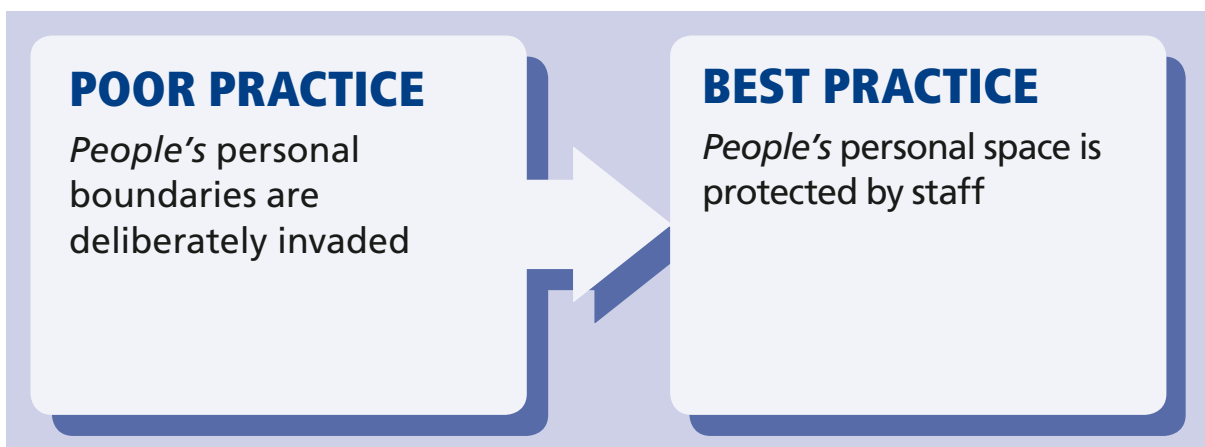 POOR PRACTICE
People's personal
boundaries are
deliberately invaded
BEST PRACTICE
People's personal space is
protected by staff